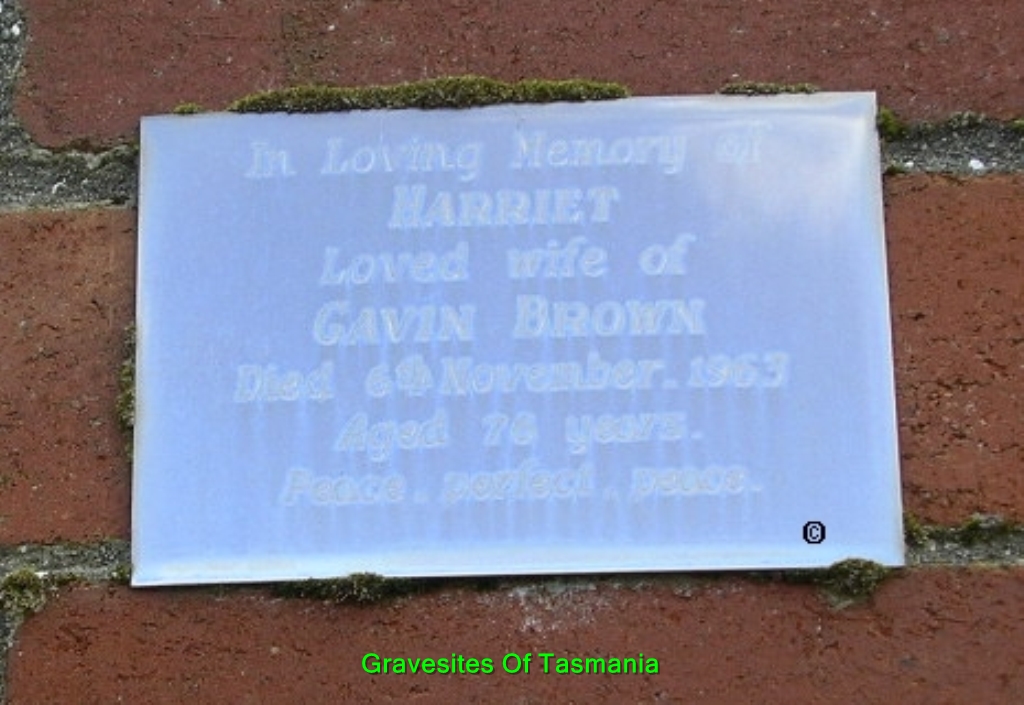 In Loving Memory of
HARRIET
Loved wife of
GAVIN BROWN
Died 6th November. 1963
Aged 76 years.
Peace, perfect, peace.
©
Gravesites Of Tasmania